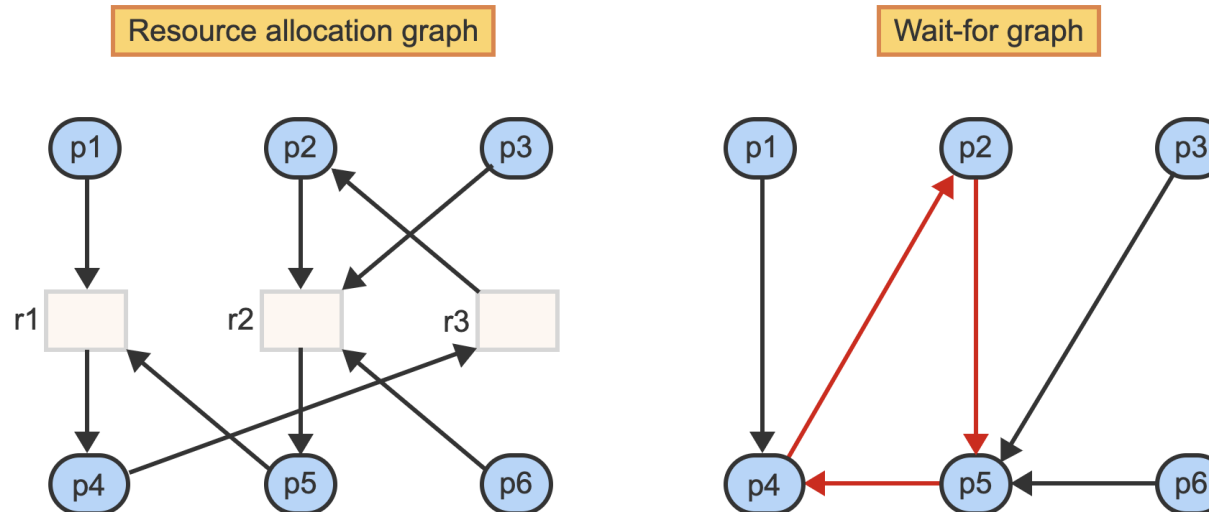 Resource allocation graph
Wait-for graph
p1
p2
p3
r1
r2
r3
p4
p5
p6
p1
p2
p3
p4
p5
p6